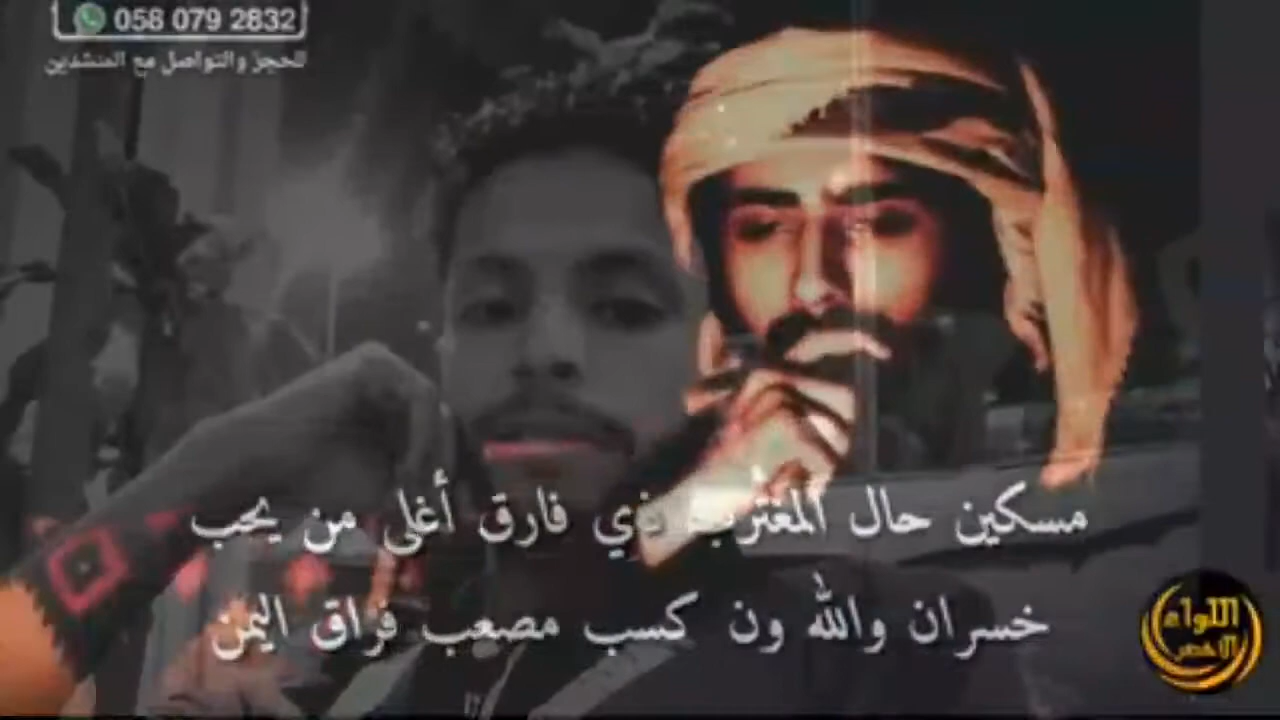 058 079 2832
للحجز والتواصل مع المنشدين
مسكين حال المغترب ذي فارق أغلى من يحب
خسران والله ون كسب مصعب فراق اليمن
اللواء
الاخضر